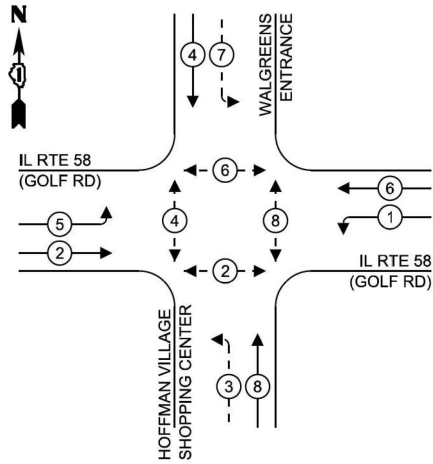 N
4 7
WALGREENS
ENTRANCE
IL RTE 58
(GOLF RD)
6
6
5
4
8
1
2
2
IL RTE 58
(GOLF RD)
HOFFMAN VILLAGE
SHOPPING CENTER
3 8